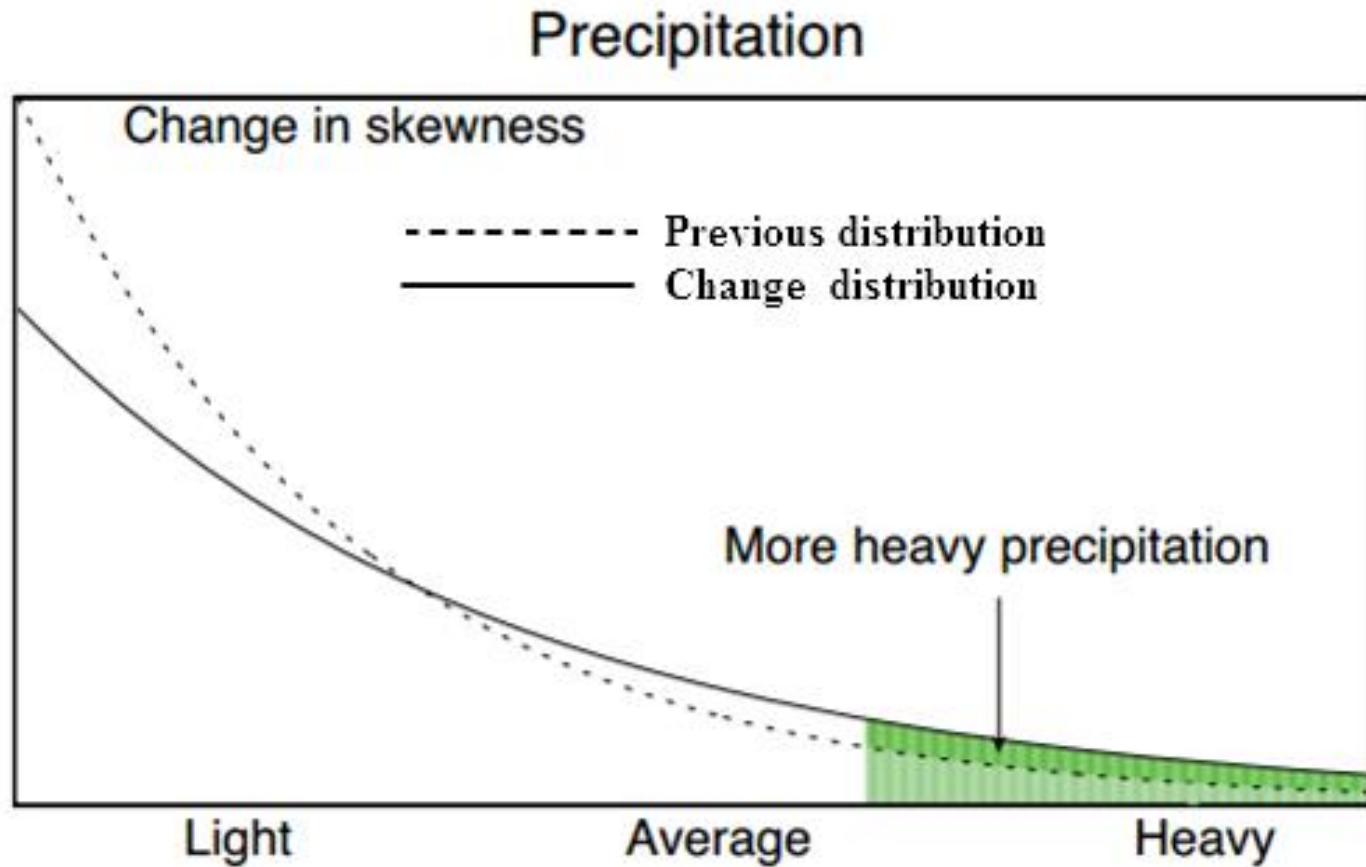 Precipitation
Change in skewness
Previous distribution
Change distribution
More heavy precipitation
Light
Average
Heavy